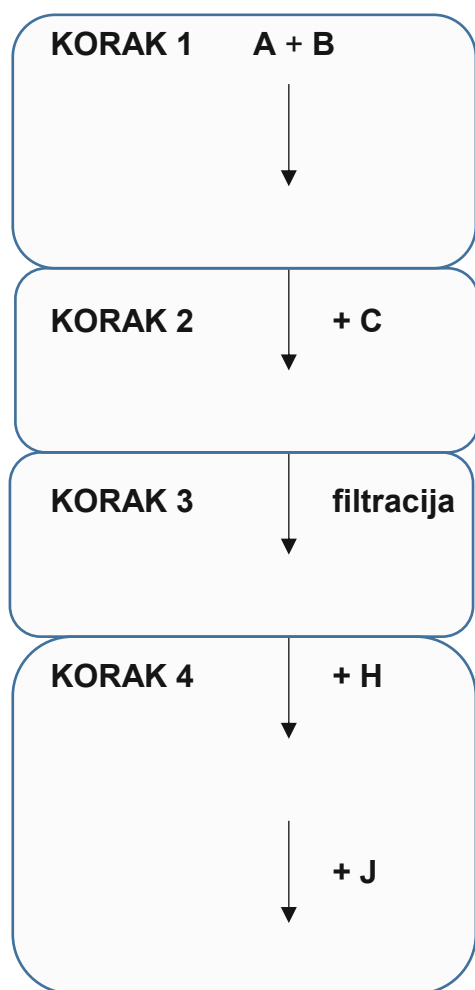 KORAK 1 A + B
KORAK 2 + C
KORAK 3 filtracija
KORAK 4 + H
+ J